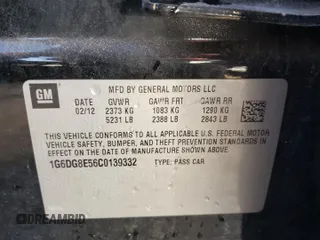 GM
MFD BY GENERAL MOTORS LLC
02/12 GVWR GAWR FRT GAWR RR
2373 KG 1083 KG 1290 KG
5231 LB 2388 LB 2843 LB
THIS VEHICLE CONFORMS TO ALL APPLICABLE U.S. FEDERAL MOTOR
VEHICLE SAFETY, BUMPER, AND THEFT PREVENTION STANDARDS IN
EFFECT ON THE DATE OF MANUFACTURE SHOWN ABOVE.
1G6DG8E56C0139332 TYPE: PASS CAR
AUTOBIDMD